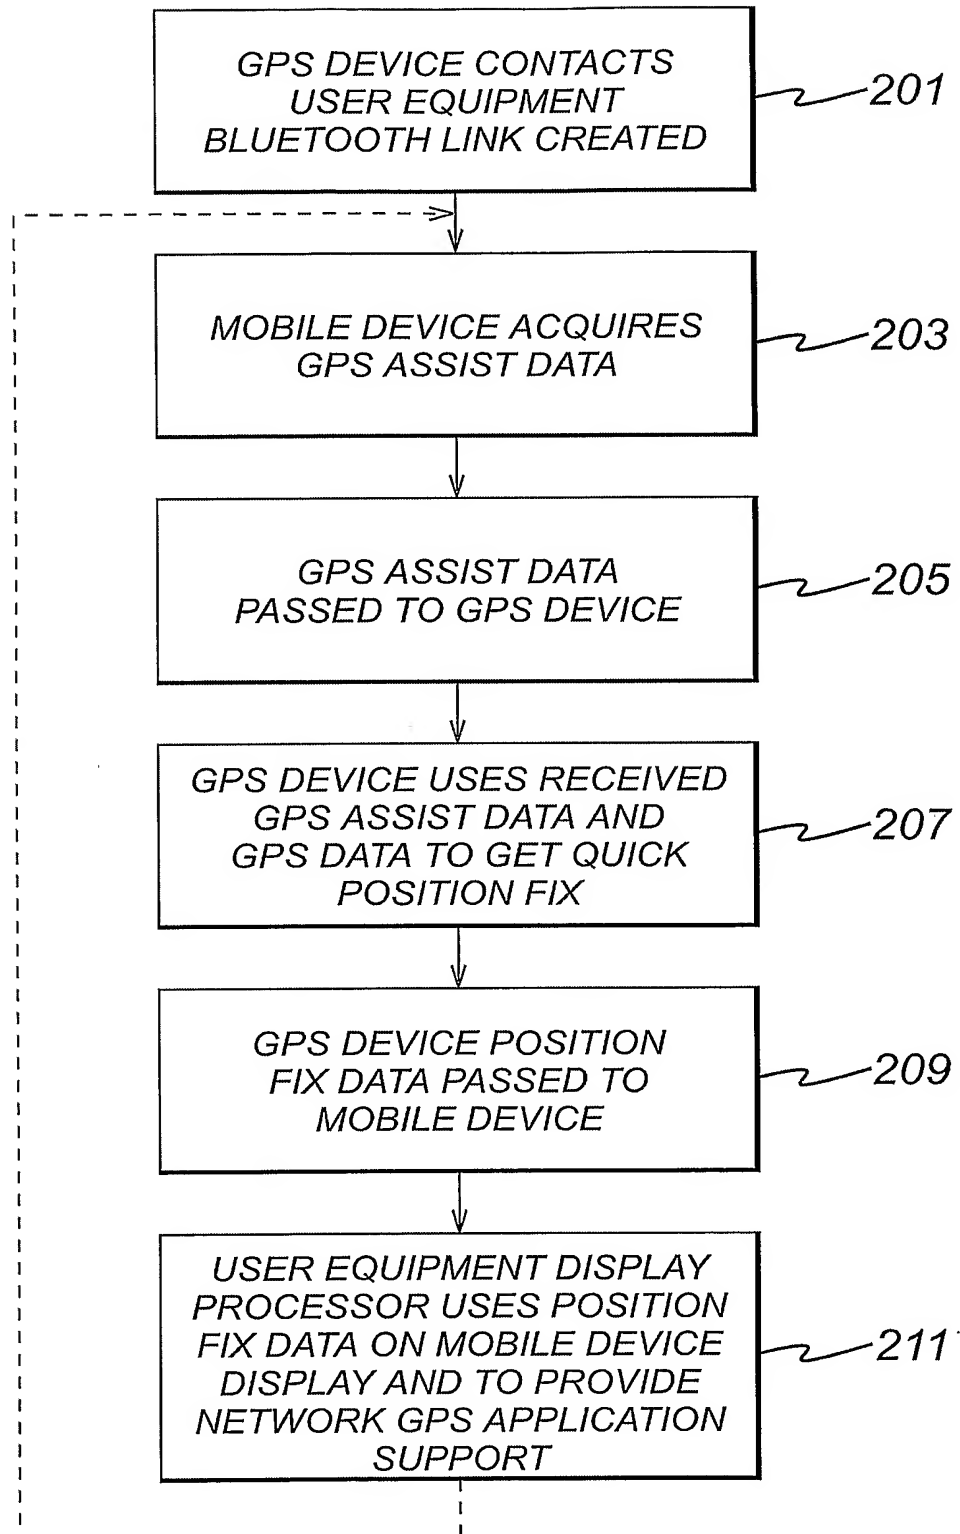 GPS DEVICE CONTACTS
USER EQUIPMENT
BLUETOOTH LINK CREATED
201
MOBILE DEVICE ACQUIRES
GPS ASSIST DATA
203
GPS ASSIST DATA
PASSED TO GPS DEVICE
205
GPS DEVICE USES RECEIVED
GPS ASSIST DATA AND
GPS DATA TO GET QUICK
POSITION FIX
207
GPS DEVICE POSITION
FIX DATA PASSED TO
MOBILE DEVICE
209
USER EQUIPMENT DISPLAY
PROCESSOR USES POSITION
FIX DATA ON MOBILE DEVICE
DISPLAY AND TO PROVIDE
NETWORK GPS APPLICATION
SUPPORT
211